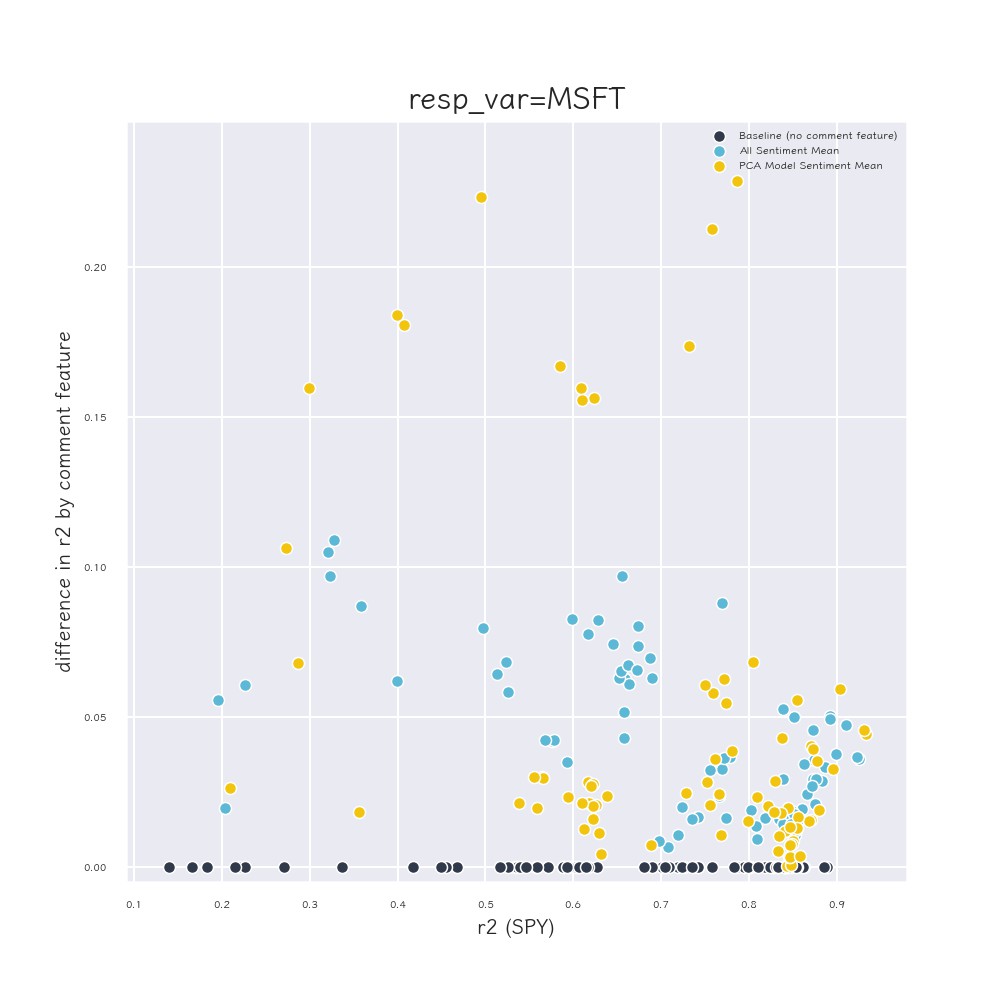 resp_var=MSFT
Baseline (no comment feature)
All Sentiment Mean
PCA Model Sentiment Mean
difference in r2 by comment feature
0.20
0.15
0.10
0.05
0.00
0.1 0.2 0.3 0.4 0.5 0.6 0.7 0.8 0.9
r2 (SPY)